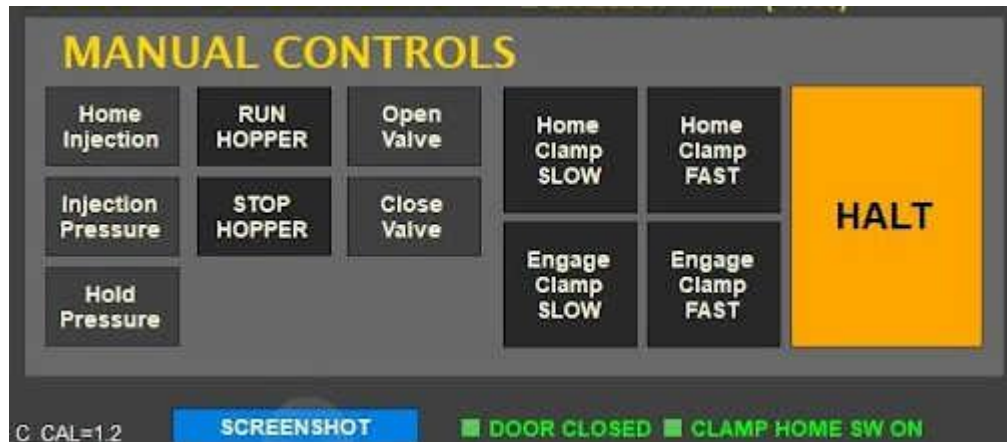 MANUAL CONTROLS
Home
Injection
RUN
HOPPER
Open
Valve
Home
Clamp
SLOW
Home
Clamp
FAST
HALT
Injection
Pressure
STOP
HOPPER
Close
Valve
Engage
Clamp
SLOW
Engage
Clamp
FAST
Hold
Pressure
C CAL=1.2
SCREENSHOT
DOOR CLOSED
CLAMP HOME SW ON